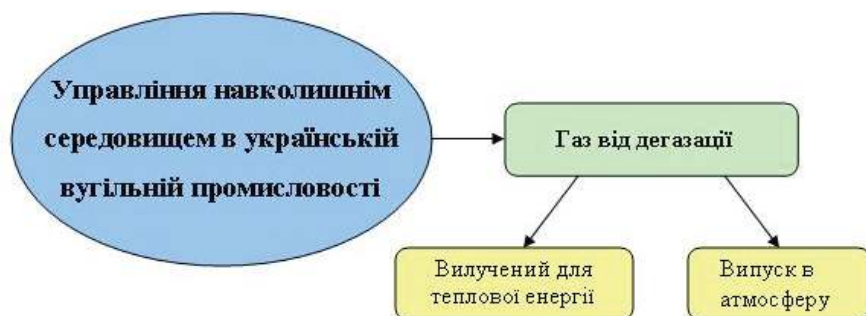 Управління навколишнім
середовищем в українській
вугільній промисловості
Газ від дегазації
Вилучений для
теплової енергії
Випуск в
атмосферу